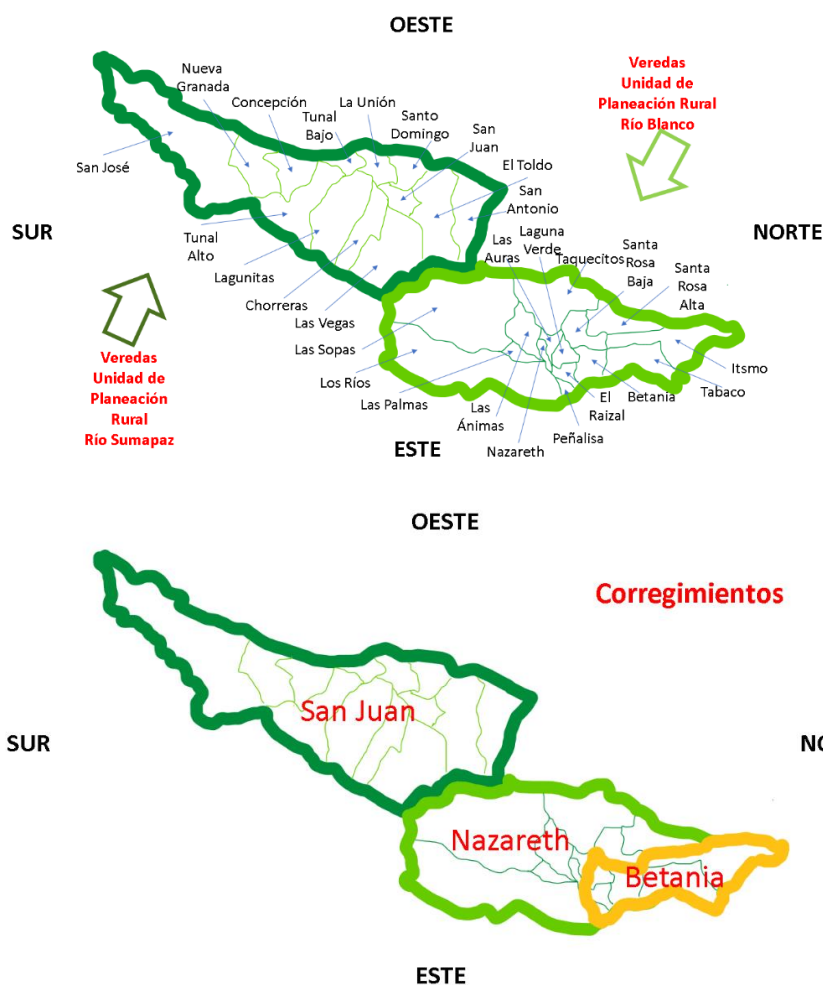 OESTE
Veredas
Unidad de
Planeación Rural
Río Blanco
Nueva
Granada
Concepción
Tunal
Bajo
La Unión
Santo
Domingo
San
Juan
El Toldo
San José
San
Antonio
SUR
Tunal
Alto
Las
Auras
Laguna
Verde
Taquecitos
Santa
Rosa
Baja
NORTE
Santa
Rosa
Alta
Lagunitas
Chorreras
Las Vegas
Las Sopas
Veredas
Unidad de
Planeación
Rural
Río Sumapaz
Los Ríos
Las Palmas
Las
Ánimas
Nazareth
Peñalisa
El
Raizal
Betania
Tabaco
Itsmo
ESTE
OESTE
Corregimientos
San Juan
SUR
NO
Nazareth
Betania
ESTE